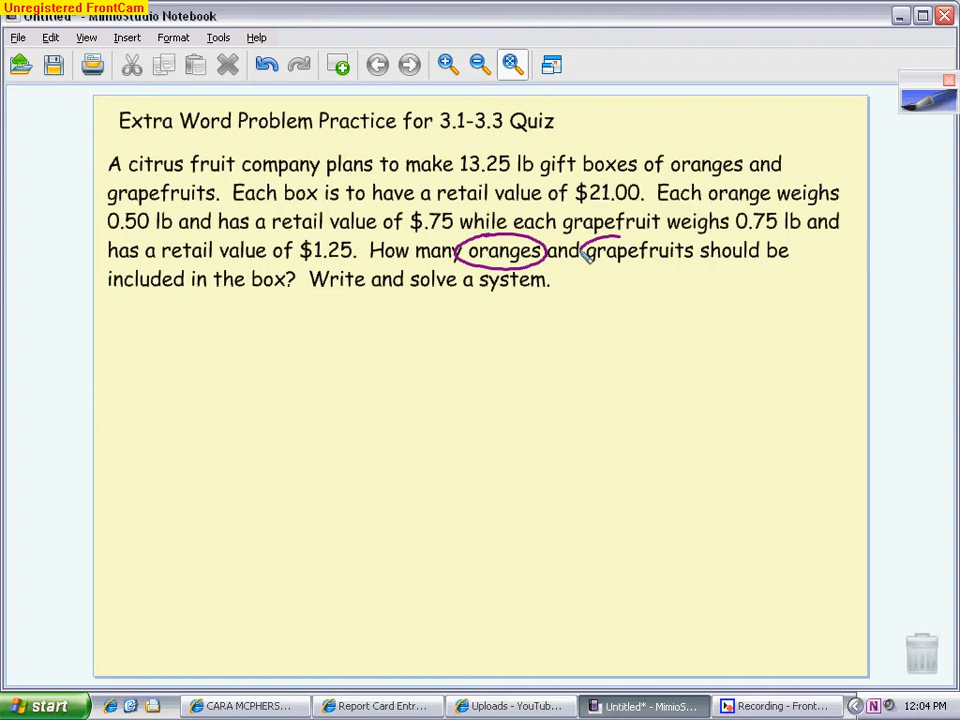 Unregistered FrontCam
Untitled* - MimioStudio Notebook
File Edit View Insert Format Tools Help
Extra Word Problem Practice for 3.1-3.3 Quiz
A citrus fruit company plans to make 13.25 lb gift boxes of oranges and
grapefruits. Each box is to have a retail value of $21.00. Each orange weighs
0.50 lb and has a retail value of $.75 while each grapefruit weighs 0.75 lb and
has a retail value of $1.25. How many oranges and grapefruits should be
included in the box? Write and solve a system.
start CARA MCPHERS... Report Card Entr... Uploads - YouTub... Untitled* - MimioS... Recording - Front... N 12:04 PM